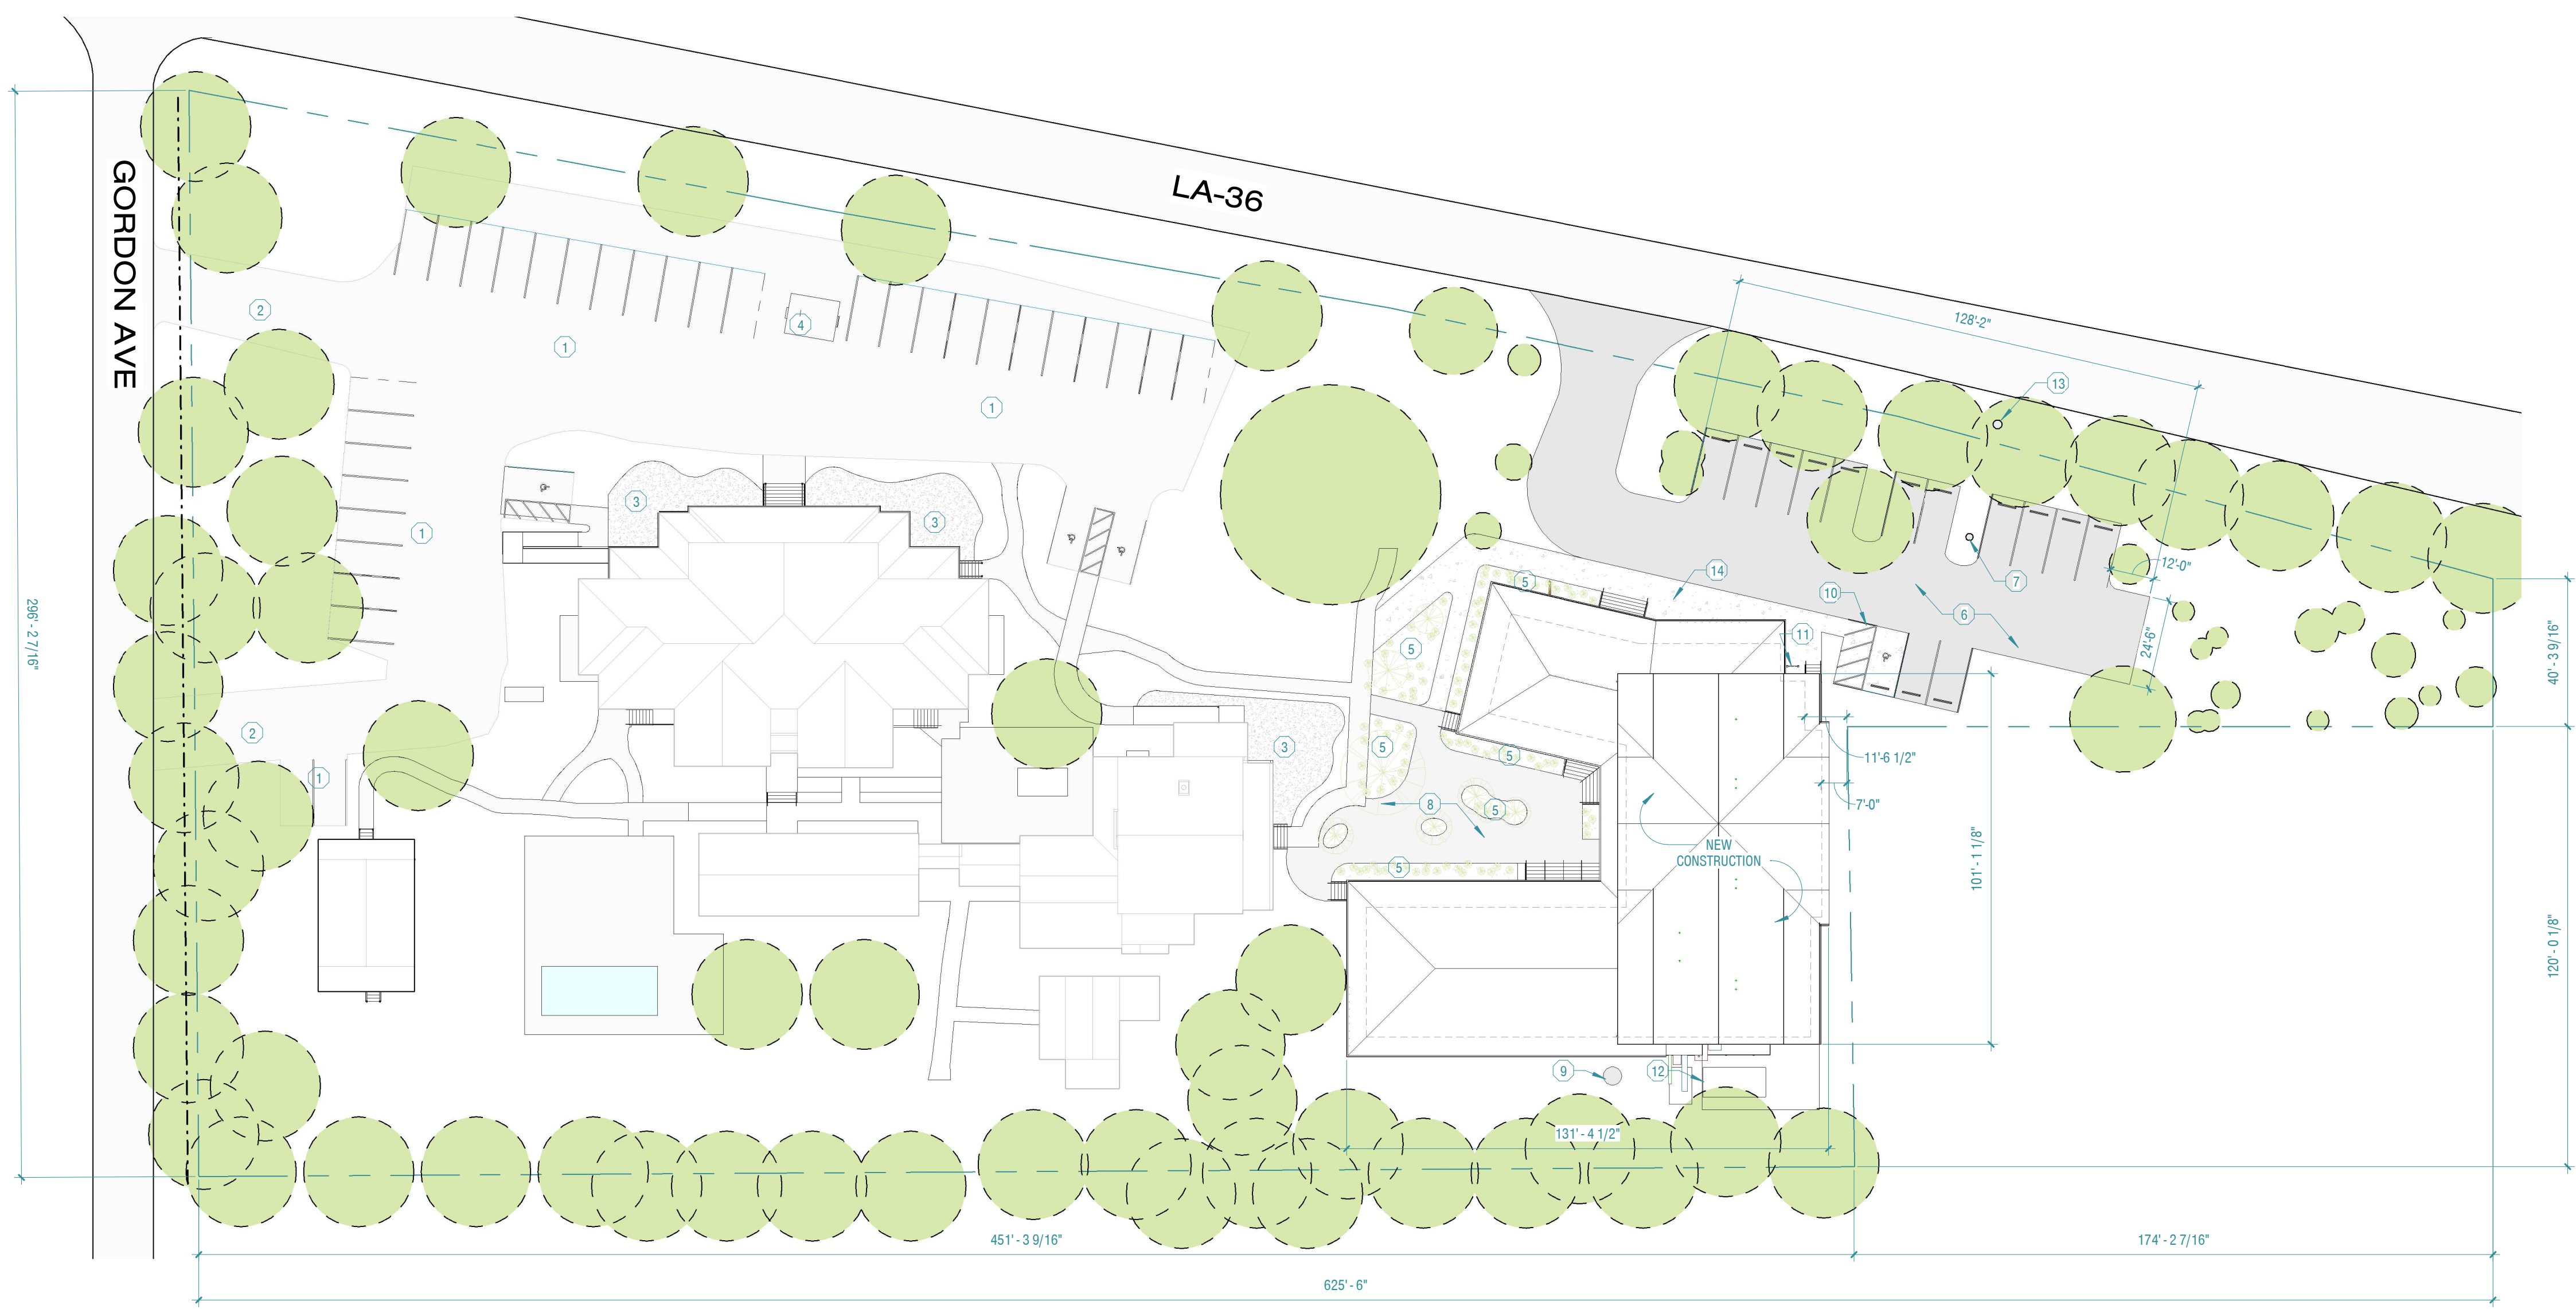 GORDON AVE
LA-36
128'-2"
13
2
4
1
1
3
3
1
5
14
10
7
12'-0"
6
11
24'-6"
5
296' - 2 7/16"
40' - 3 9/16"
2
3
5
5
11'-6 1/2"
1
8
5
7'-0"
NEW
CONSTRUCTION
5
101' - 1 1/8"
120' - 0 1/8"
9
12
131' - 4 1/2"
451' - 3 9/16"
174' - 2 7/16"
625' - 6"